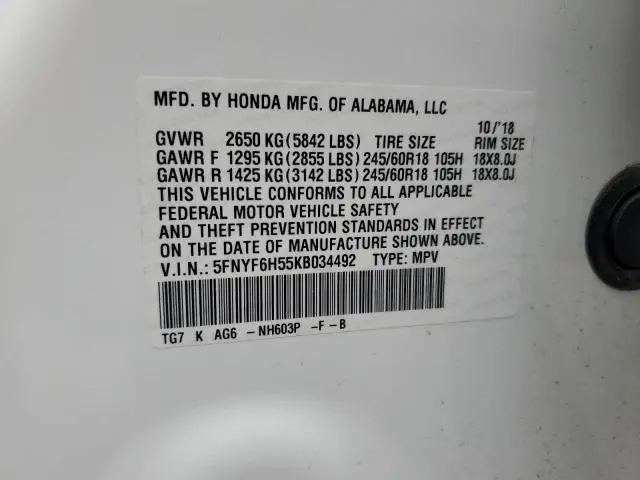 MFD. BY HONDA MFG. OF ALABAMA, LLC
10/'18
GVWR 2650 KG(5842 LBS) TIRE SIZE RIM SIZE
GAWR F 1295 KG(2855 LBS) 245/60R18 105H 18X8.0J
GAWR R 1425 KG(3142 LBS) 245/60R18 105H 18X8.0J
THIS VEHICLE CONFORMS TO ALL APPLICABLE
FEDERAL MOTOR VEHICLE SAFETY
AND THEFT PREVENTION STANDARDS IN EFFECT
ON THE DATE OF MANUFACTURE SHOWN ABOVE.
V.I.N.: 5FNYF6H55KB034492 TYPE: MPV
TG7 K AG6 -NH603P -F-B